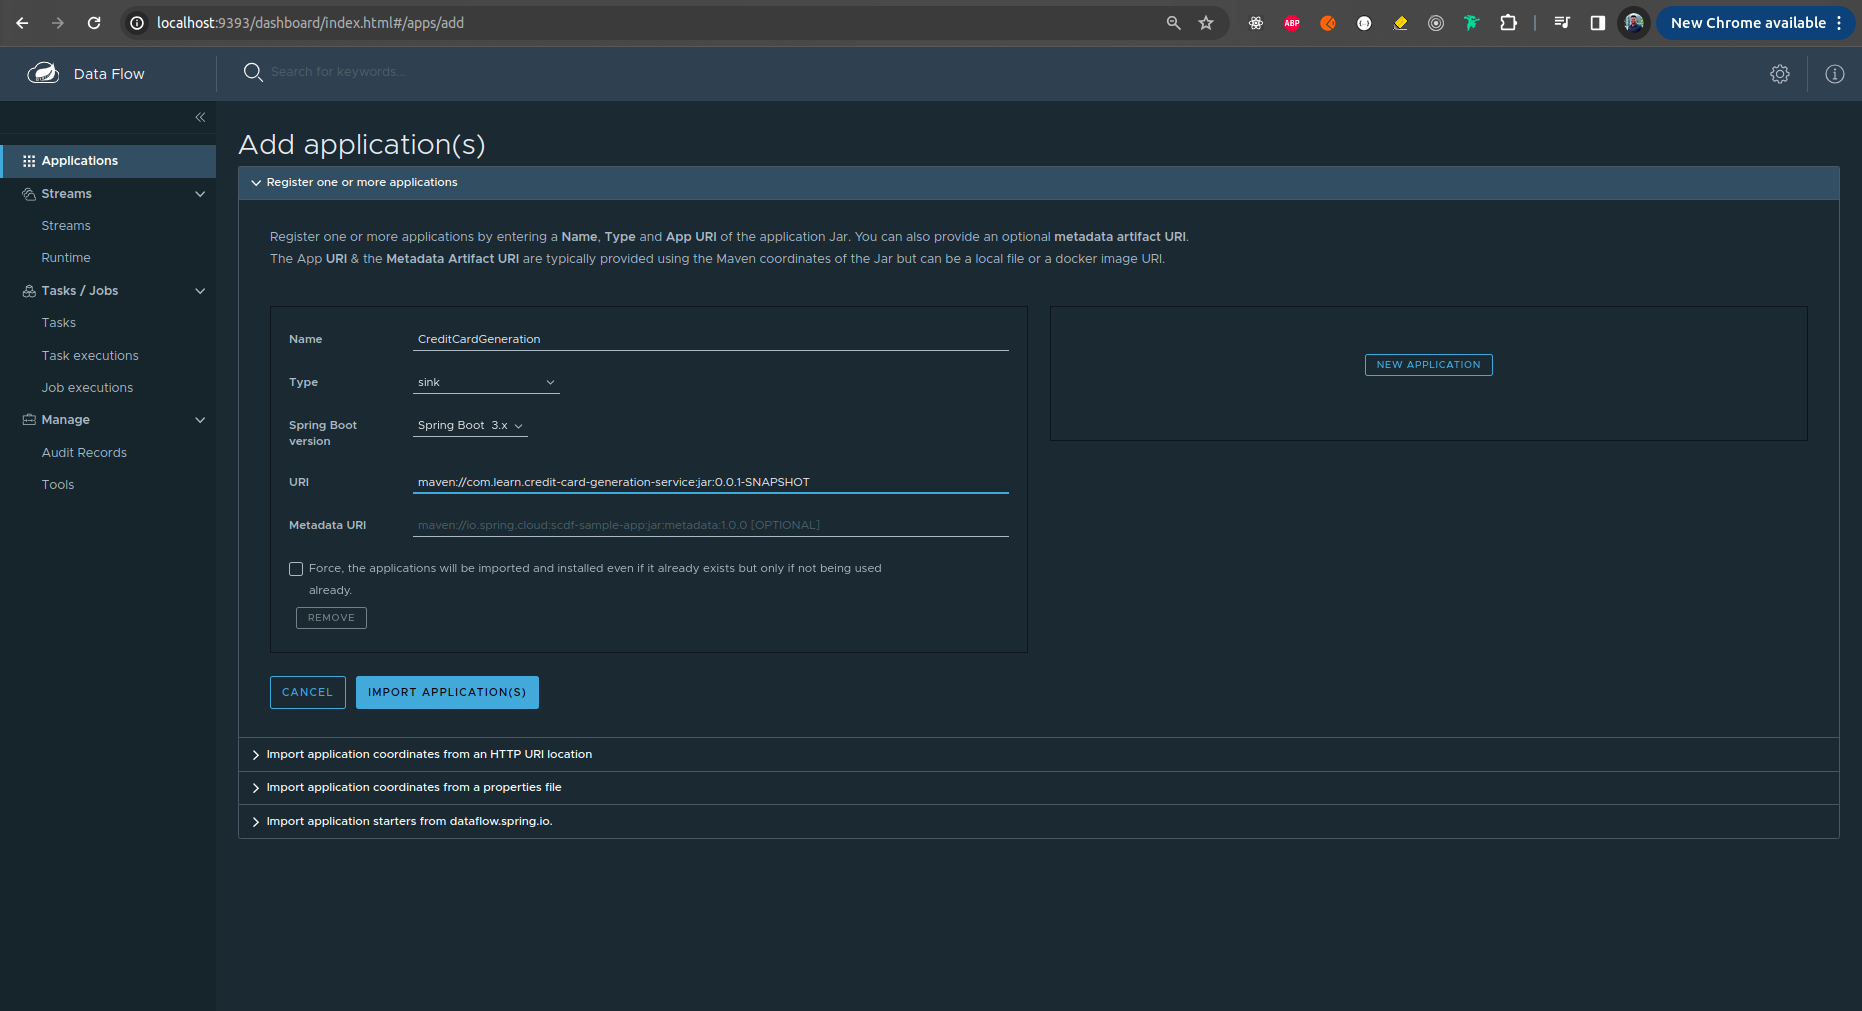 localhost:9393/dashboard/index.html#/apps/add
ABP
New Chrome available
Data Flow
Search for keywords...
Applications
Streams
Streams
Runtime
Tasks / Jobs
Tasks
Task executions
Job executions
Manage
Audit Records
Tools
Add application(s)
Register one or more applications
Register one or more applications by entering a Name, Type and App URI of the application Jar. You can also provide an optional metadata artifact URI.
The App URI & the Metadata Artifact URI are typically provided using the Maven coordinates of the Jar but can be a local file or a docker image URI.
Name CreditCardGeneration
Type sink
Spring Boot version Spring Boot 3.x
URI maven://com.learn.credit-card-generation-service:jar:0.0.1-SNAPSHOT
Metadata URI maven://io.spring.cloud:scdf-sample-app:jar:metadata:1.0.0 [OPTIONAL]
Force, the applications will be imported and installed even if it already exists but only if not being used
already.
REMOVE
NEW APPLICATION
CANCEL IMPORT APPLICATION(S)
Import application coordinates from an HTTP URI location
Import application coordinates from a properties file
Import application starters from dataflow.spring.io.